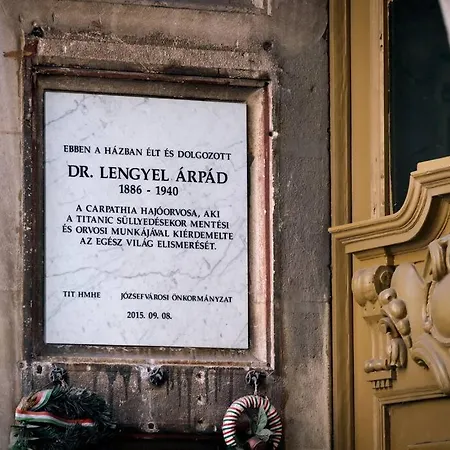 EBBEN A HÁZBAN ÉLT ÉS DOLGOZOTT
DR. LENGYEL ÁRPÁD
1886 - 1940
A CARPATHIA HAJÓORVOSA, AKI
A TITANIC SÜLLYEDÉSEKOR MENTÉSI
ÉS ORVOSI MUNKÁJÁVAL KIÉRDEMELTE
AZ EGÉSZ VILÁG ELISMERÉSÉT.
TIT HMHE JÓZSEFVÁROSI ÖNKORMÁNYZAT
2015. 09. 08.